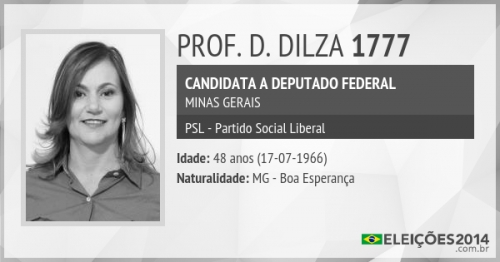 PROF. D. DILZA 1777
CANDIDATA A DEPUTADO FEDERAL
MINAS GERAIS
PSL - Partido Social Liberal
Idade: 48 anos (17-07-1966)
Naturalidade: MG - Boa Esperança
ELEIÇÕES2014
.com.br